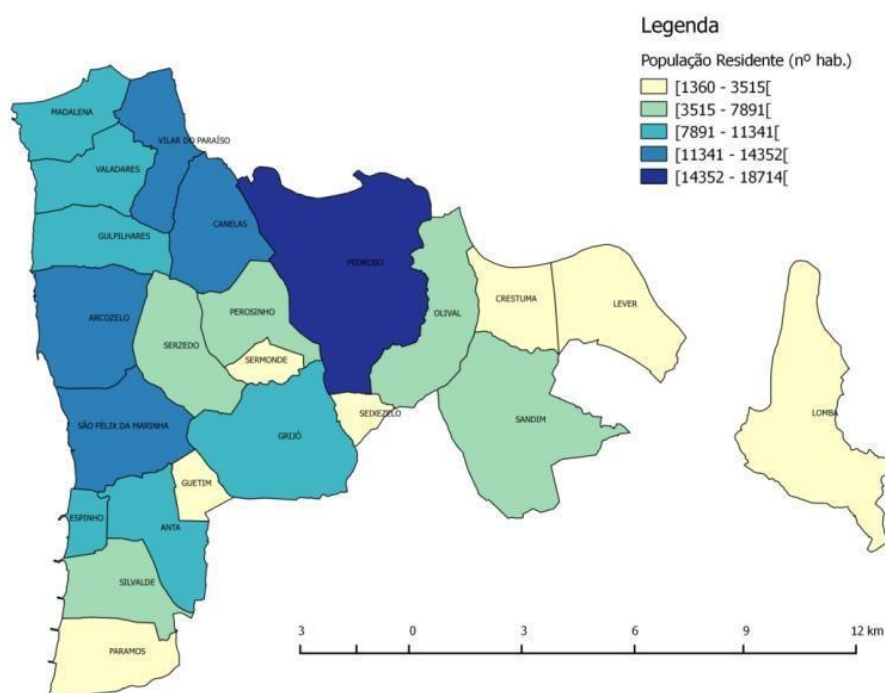 Legenda
População Residente (nº hab.)
[1360 - 3515[
[3515 - 7891[
[7891 - 11341[
[11341 - 14352[
[14352 - 18714[
MADALENA
VILAR DO PARAÍSO
VALADARES
CANELAS
GULPILHARES
PEDROSO
CRESTUMA
LEVER
PEROSINHO
OLIVAL
ARCOZELO
SERZEDO
SERMONDE
LOMBA
SEIXEZELO
SANDIM
SÃO FÉLIX DA MARINHA
GRIJÓ
GUETIM
ESPINHO
ANTA
SILVALDE
PARAMOS
3 0 3 6 9 12 km